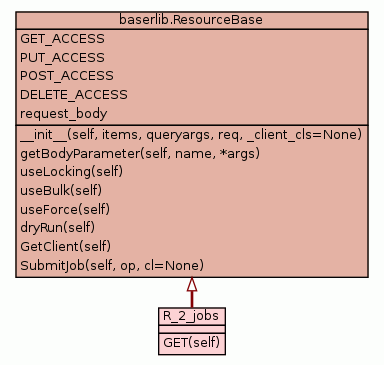 baserlib.ResourceBase
GET_ACCESS
PUT_ACCESS
POST_ACCESS
DELETE_ACCESS
request_body
__init__(self, items, queryargs, req, _client_cls=None)
getBodyParameter(self, name, *args)
useLocking(self)
useBulk(self)
useForce(self)
dryRun(self)
GetClient(self)
SubmitJob(self, op, cl=None)
R_2_jobs
GET(self)